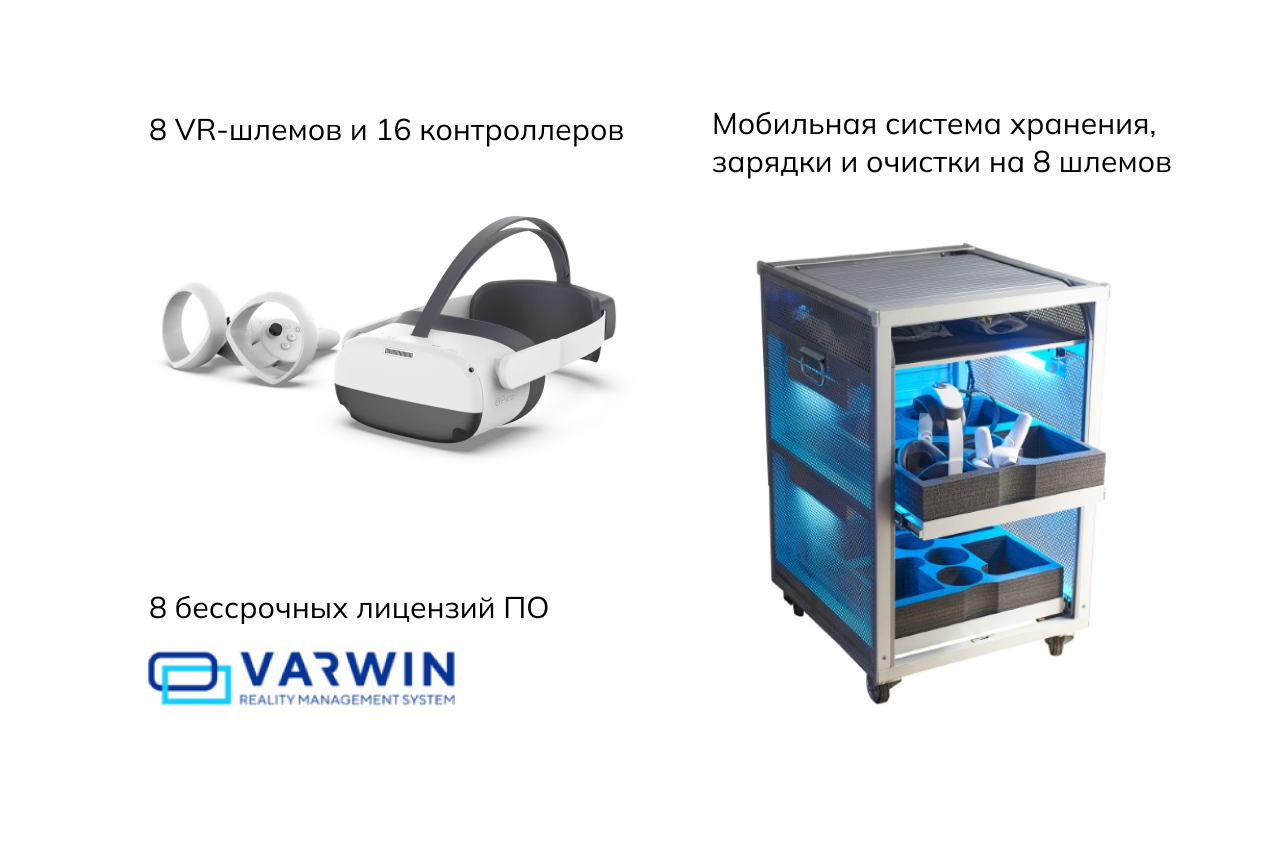 8 VR-шлемов и 16 контроллеров
Мобильная система хранения,
зарядки и очистки на 8 шлемов
8 бессрочных лицензий ПО
VARWIN
REALITY MANAGEMENT SYSTEM